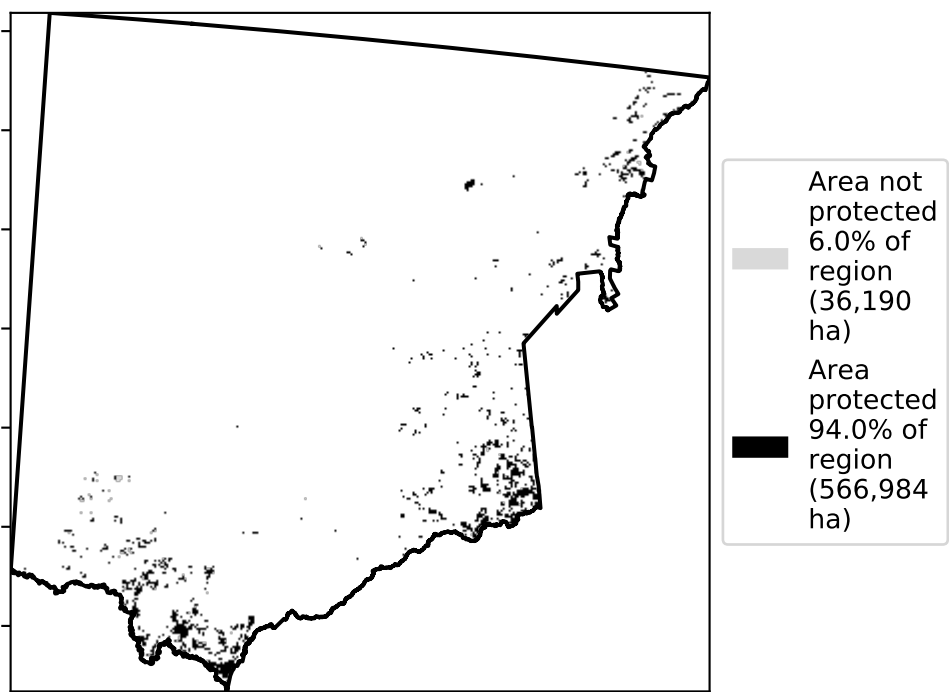 Area not
protected
6.0% of
region
(36,190
ha)
Area
protected
94.0% of
region
(566,984
ha)